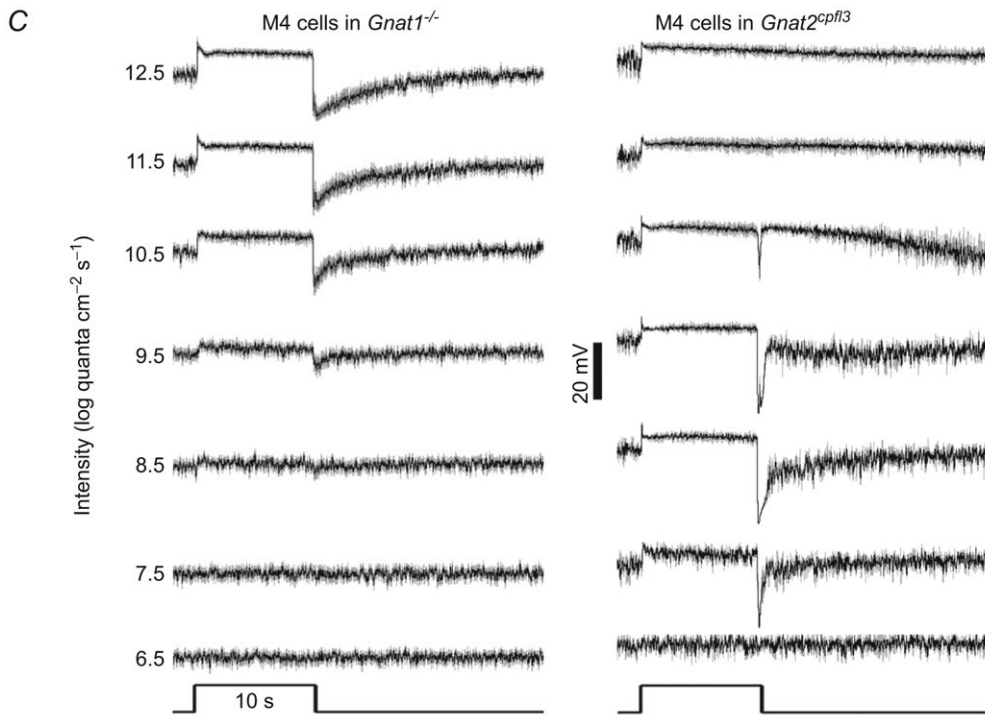 C
M4 cells in Gnat1-/-
M4 cells in Gnat2cpfl3
Intensity (log quanta cm−2 s−1)
12.5
11.5
10.5
9.5
8.5
7.5
6.5
20 mV
10 s